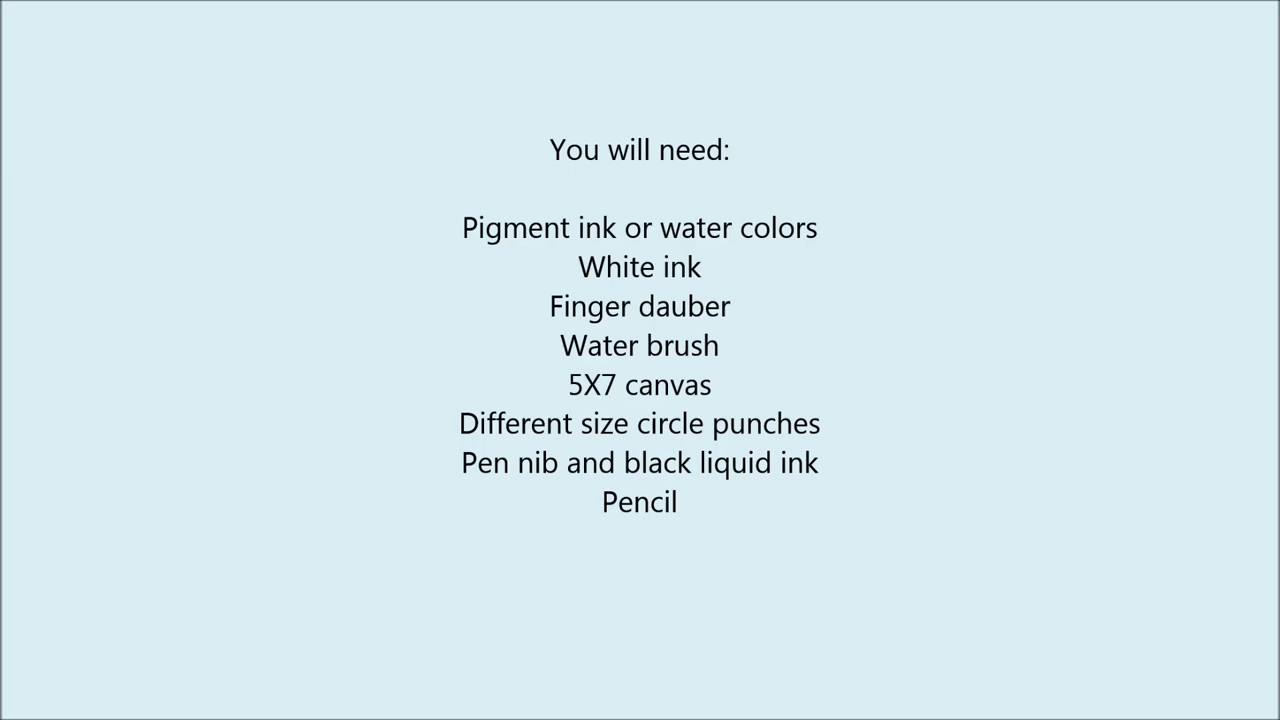 You will need:
Pigment ink or water colors
White ink
Finger dauber
Water brush
5X7 canvas
Different size circle punches
Pen nib and black liquid ink
Pencil